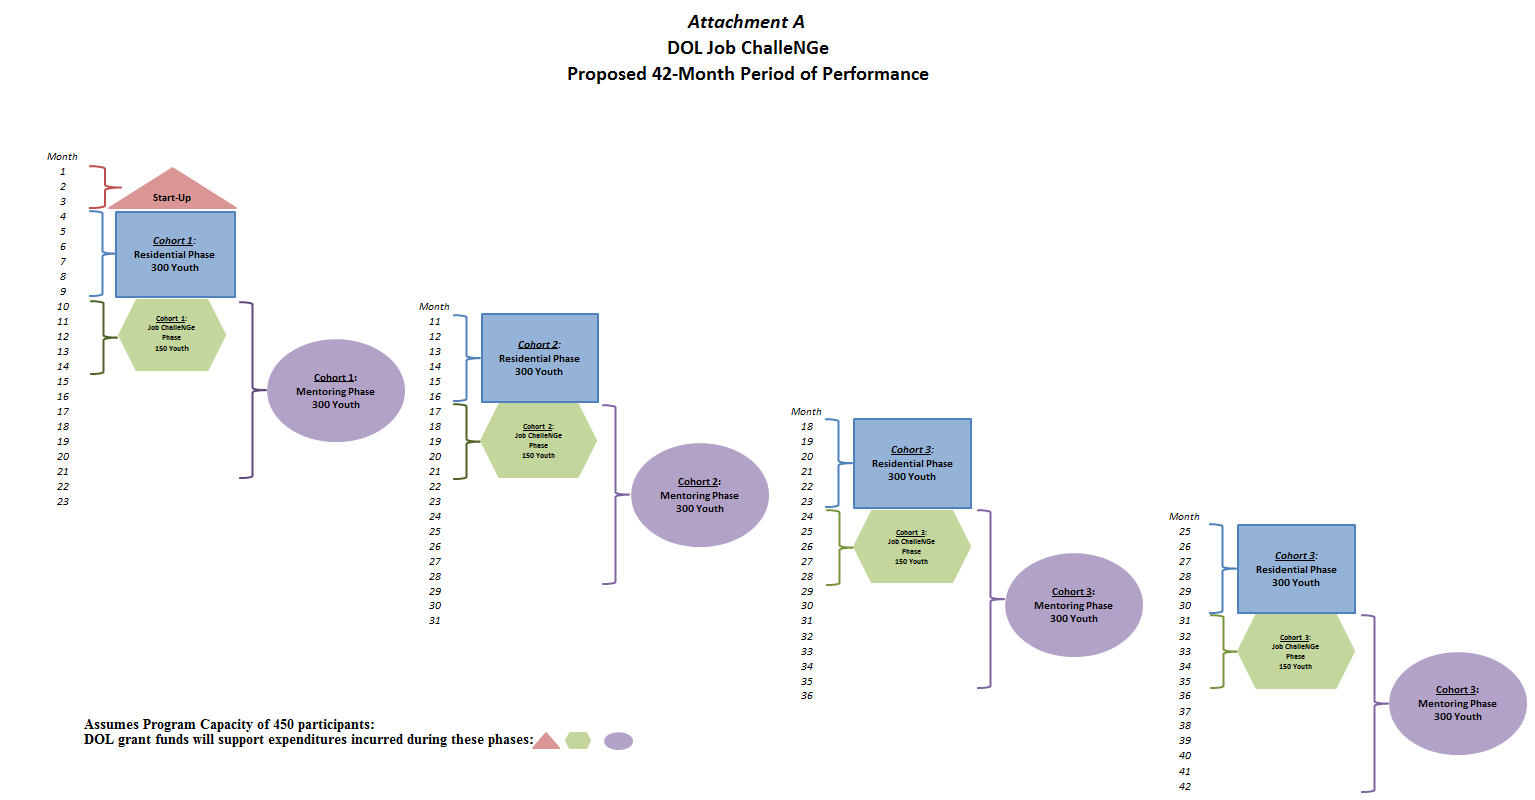 Attachment A
DOL Job ChalleNGe
Proposed 42-Month Period of Performance
Month
1
2
3
4
5
6
7
8
9
10
11
12
13
14
15
16
17
18
19
20
21
22
23
Start-Up
Cohort 1:
Residential Phase
300 Youth
Cohort 1:
Job ChalleNGe
Phase
150 Youth
Cohort 1:
Mentoring Phase
300 Youth
Month
11
12
13
14
15
16
17
18
19
20
21
22
23
24
25
26
27
28
29
30
31
Cohort 2:
Residential Phase
300 Youth
Cohort 2:
Job ChalleNGe
Phase
150 Youth
Cohort 2:
Mentoring Phase
300 Youth
Month
18
19
20
21
22
23
24
25
26
27
28
29
30
31
32
33
34
35
36
Cohort 3:
Residential Phase
300 Youth
Cohort 3:
Job ChalleNGe
Phase
150 Youth
Cohort 3:
Mentoring Phase
300 Youth
Month
25
26
27
28
29
30
31
32
33
34
35
36
37
38
39
40
41
42
Cohort 3:
Residential Phase
300 Youth
Cohort 3:
Job ChalleNGe
Phase
150 Youth
Cohort 3:
Mentoring Phase
300 Youth
Assumes Program Capacity of 450 participants:
DOL grant funds will support expenditures incurred during these phases: